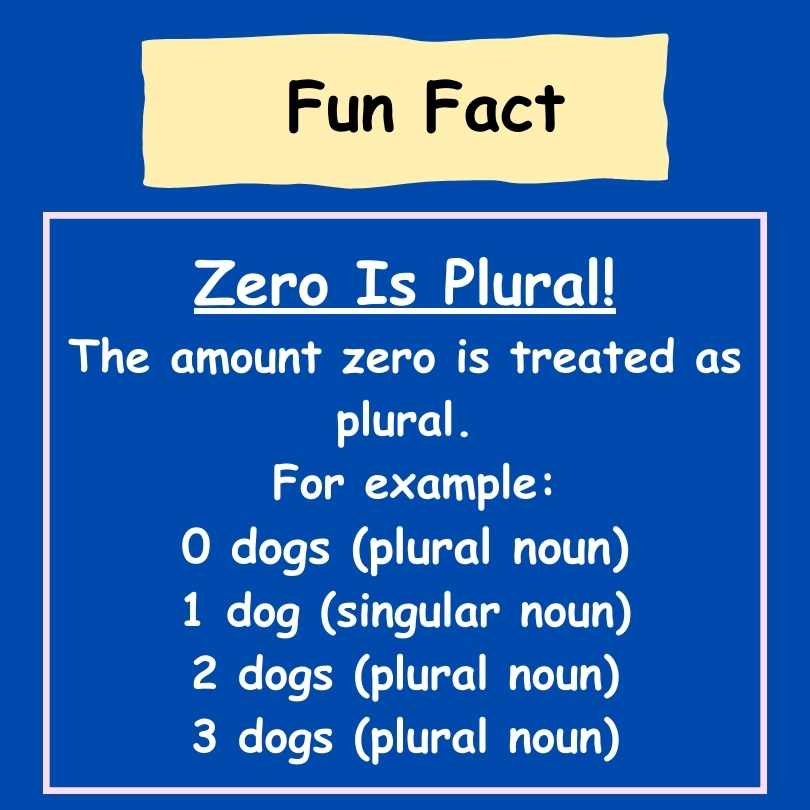 Fun Fact
Zero Is Plural!
The amount zero is treated as
plural.
For example:
0 dogs (plural noun)
1 dog (singular noun)
2 dogs (plural noun)
3 dogs (plural noun)